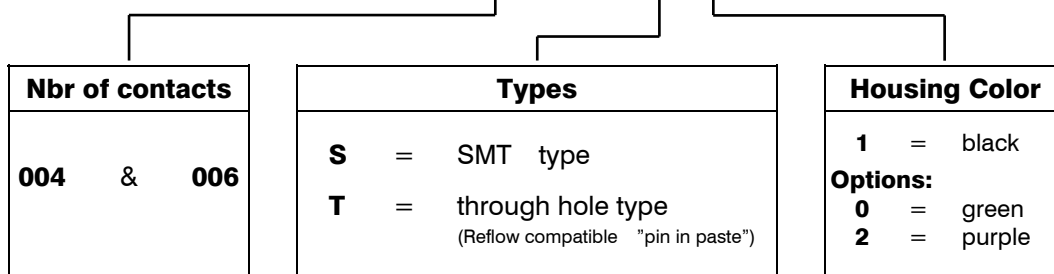 Nbr of contacts
004 & 006
Types
S = SMT type
T = through hole type
(Reflow compatible ”pin in paste”)
Housing Color
1 = black
Options:
0 = green
2 = purple